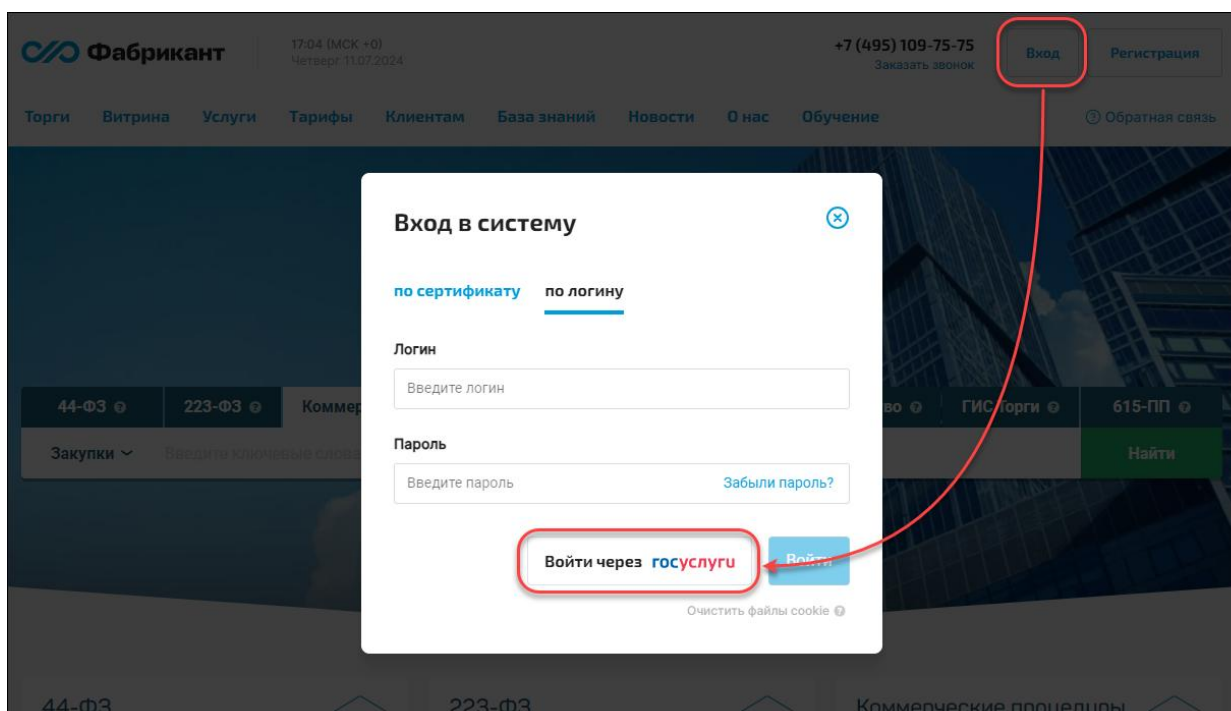 Фабрикант
17:04 (МСК +0)
Четверг 11.07.2024
+7 (495) 109-75-75
Заказать звонок
Вход
Регистрация
Торги Витрина Услуги Тарифы Клиентам База знаний Новости О нас Обучение Обратная связь
Вход в систему
по сертификату по логину
Логин
Введите логин
44-ФЗ 223-ФЗ Коммер во ГИС Торги 615-ПП
Пароль
Закупки Введите ключевые слова Найти
Введите пароль Забыли пароль?
Войти через госуслуги Войти
Очистить файлы cookie
44-ФЗ 223-ФЗ Коммерческие процедуры